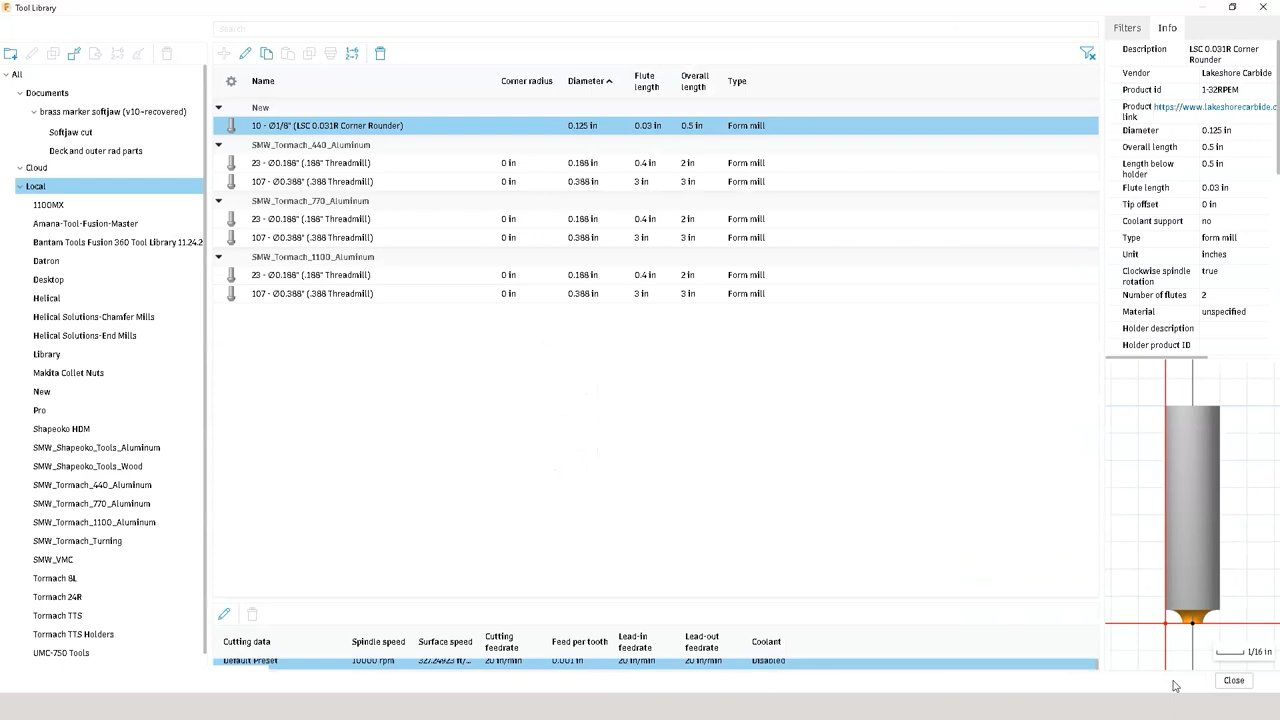 Tool Library
Search
All
Documents
brass marker softjaw (v10~recovered)
Softjaw cut
Deck and outer rad parts
Cloud
Local
1100MX
Amana-Tool-Fusion-Master
Bantam Tools Fusion 360 Tool Library 11.24.2
Datron
Desktop
Helical
Helical Solutions-Chamfer Mills
Helical Solutions-End Mills
Library
Makita Collet Nuts
New
Pro
Shapeoko HDM
SMW_Shapeoko_Tools_Aluminum
SMW_Shapeoko_Tools_Wood
SMW_Tormach_440_Aluminum
SMW_Tormach_770_Aluminum
SMW_Tormach_1100_Aluminum
SMW_Tormach_Turning
SMW_VMC
Tormach 8L
Tormach 24R
Tormach TTS
Tormach TTS Holders
UMC-750 Tools
Name Corner radius Diameter Flute length Overall length Type
New
10 - Ø1/8" (LSC 0.031R Corner Rounder) 0.125 in 0.03 in 0.5 in Form mill
SMW_Tormach_440_Aluminum
23 - Ø0.188" (.188" Threadmill) 0 in 0.188 in 0.4 in 2 in Form mill
107 - Ø0.388" (.388 Threadmill) 0 in 0.388 in 3 in 3 in Form mill
SMW_Tormach_770_Aluminum
23 - Ø0.188" (.188" Threadmill) 0 in 0.188 in 0.4 in 2 in Form mill
107 - Ø0.388" (.388 Threadmill) 0 in 0.388 in 3 in 3 in Form mill
SMW_Tormach_1100_Aluminum
23 - Ø0.188" (.188" Threadmill) 0 in 0.188 in 0.4 in 2 in Form mill
107 - Ø0.388" (.388 Threadmill) 0 in 0.388 in 3 in 3 in Form mill
Cutting data Spindle speed Surface speed Cutting feedrate Feed per tooth Lead-in feedrate Lead-out feedrate Coolant
Default Preset 10000 rpm 327.24923 ft/... 20 in/min 0.001 in 20 in/min 20 in/min Disabled
Filters Info
Description LSC 0.031R Corner Rounder
Vendor Lakeshore Carbide
Product id 1-32RPEM
Product link https://www.lakeshorecarbide.c
Diameter 0.125 in
Overall length 0.5 in
Length below holder 0.5 in
Flute length 0.03 in
Tip offset 0 in
Coolant support no
Type form mill
Unit inches
Clockwise spindle rotation true
Number of flutes 2
Material unspecified
Holder description
Holder product ID
1/16 in
Close